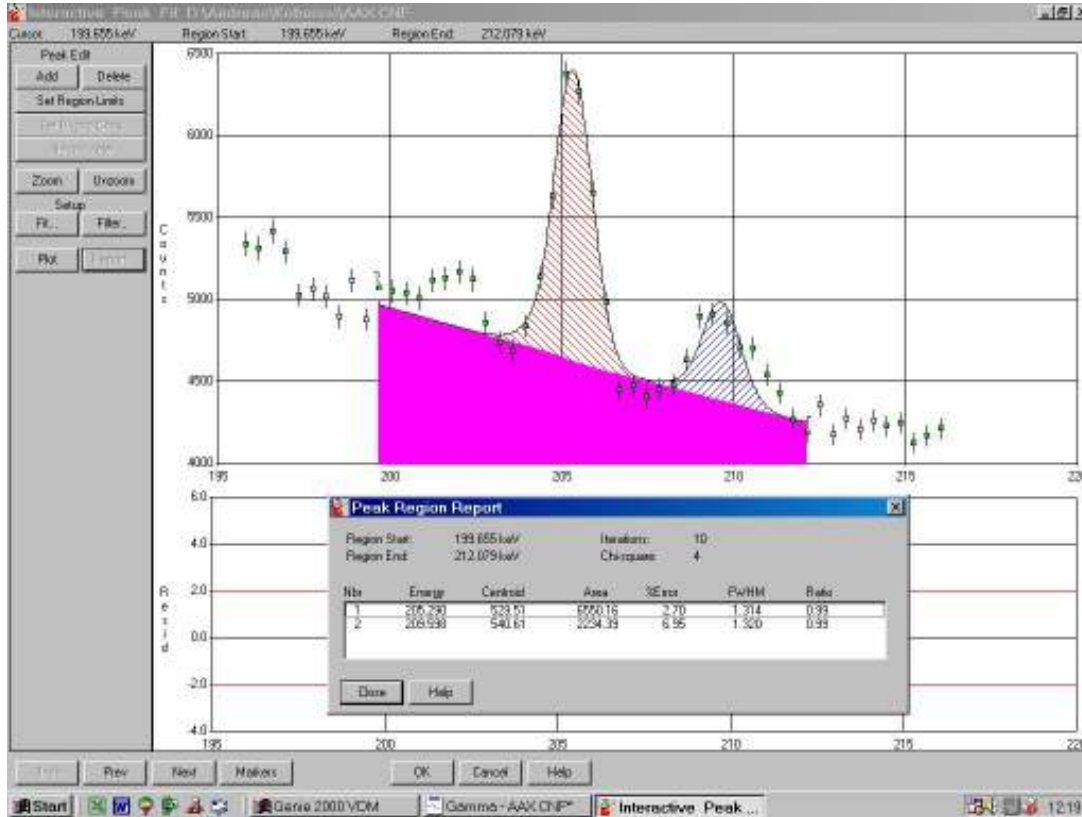 Interactive Peak Fit: D:\Andreas\
Cursor: 199.655 keV Region Start: 199.655 keV Region End: 212.079 keV
Peak Edit
Add Delete
Set Region Limits
Zoom Unzoom
Setup
Fit... Filter...
Plot
Counts
6500
6000
5500
5000
4500
4000
195 200 205 210 215 220
Resid
6.0
4.0
2.0
0.0
-2.0
-4.0
195 200 205 210 215 220
Peak Region Report
Region Start: 199.655 keV Iterations: 10
Region End: 212.079 keV Chi-square: 4
Nbr Energy Centroid Area %Error FWHM Ratio
1 205.290 529.51 6550.16 2.70 1.314 0.99
2 209.598 540.61 2234.39 6.95 1.320 0.99
Close Help
Prev Next Markers OK Cancel Help
Start Genie 2000 VDM Gamma - AAX.CNF* Interactive Peak ... 12:19